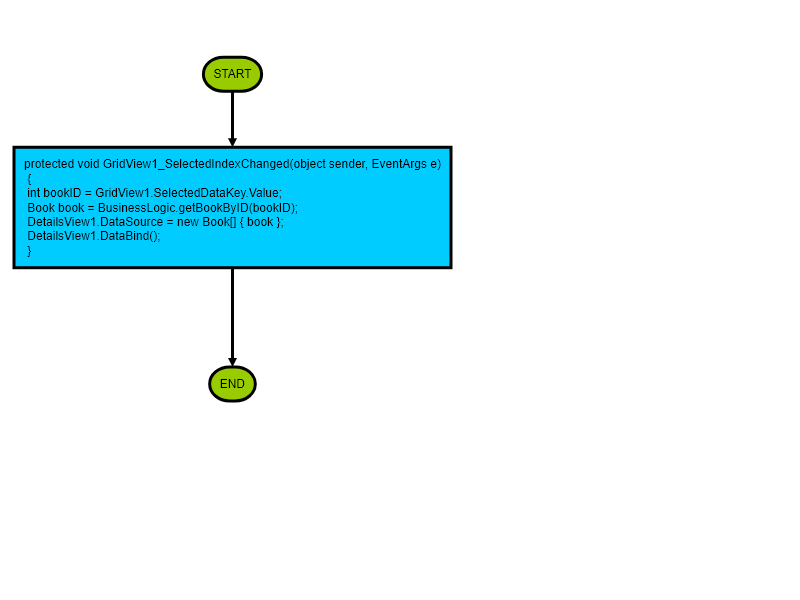 START
protected void GridView1_SelectedIndexChanged(object sender, EventArgs e)
{
int bookID = GridView1.SelectedDataKey.Value;
Book book = BusinessLogic.getBookByID(bookID);
DetailsView1.DataSource = new Book[] { book };
DetailsView1.DataBind();
}
END